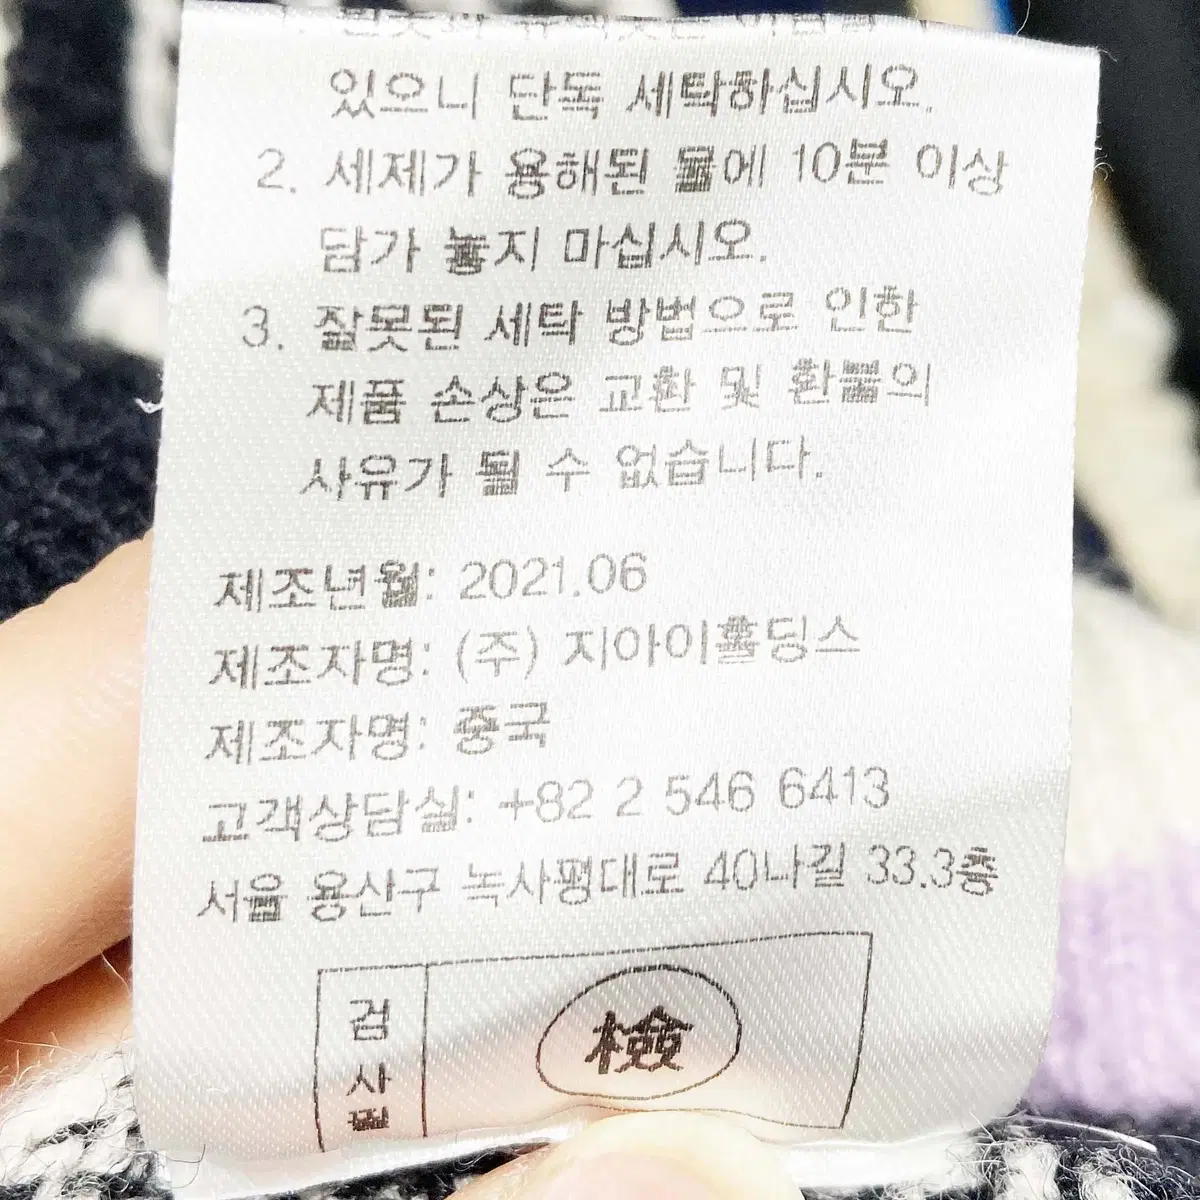 있으니 단독 세탁하십시오.
2. 세제가 용해된 물에 10분 이상
담가 놓지 마십시오.
3. 잘못된 세탁 방법으로 인한
제품 손상은 교환 및 환불의
사유가 될 수 없습니다.
제조년월: 2021.06
제조자명: (주) 지아이홀딩스
제조자명: 중국
고객상담실: +82 2 546 6413
서울 용산구 녹사평대로 40나길 33.3층
검사필
檢